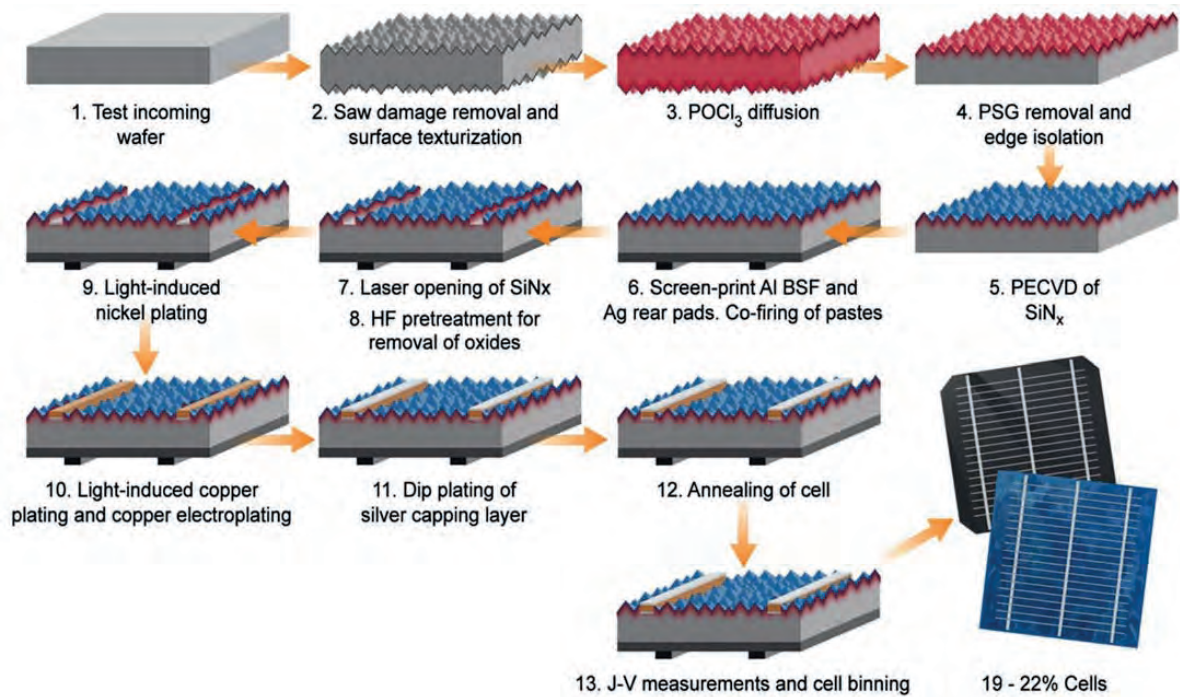 1. Test incoming
wafer
2. Saw damage removal and
surface texturization
3. POCl₃ diffusion
4. PSG removal and
edge isolation
5. PECVD of
SiNₓ
6. Screen-print Al BSF and
Ag rear pads. Co-firing of pastes
7. Laser opening of SiNx
8. HF pretreatment for
removal of oxides
9. Light-induced
nickel plating
10. Light-induced copper
plating and copper electroplating
11. Dip plating of
silver capping layer
12. Annealing of cell
13. J-V measurements and cell binning
19 - 22% Cells